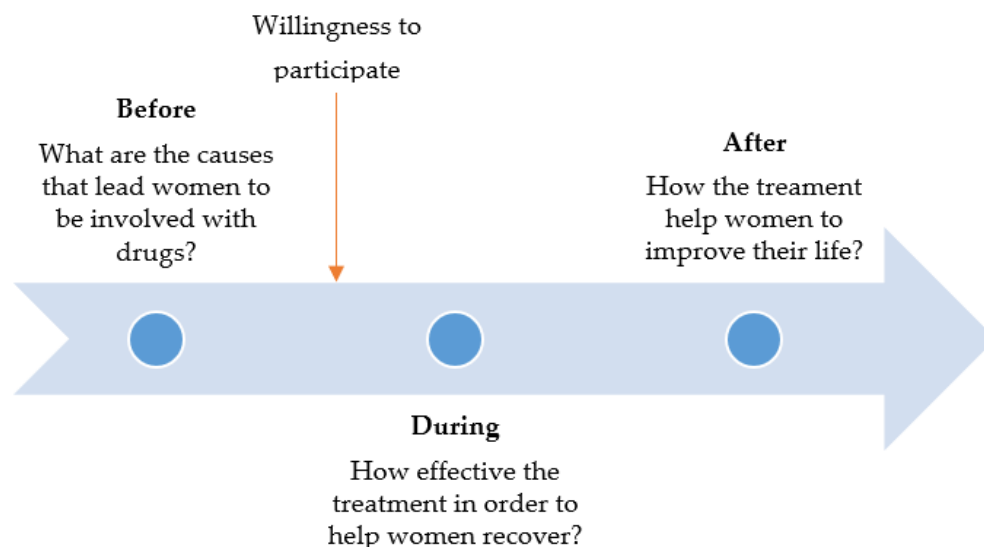 Willingness to
participate
Before
What are the causes
that lead women to
be involved with
drugs?
After
How the treament
help women to
improve their life?
During
How effective the
treatment in order to
help women recover?